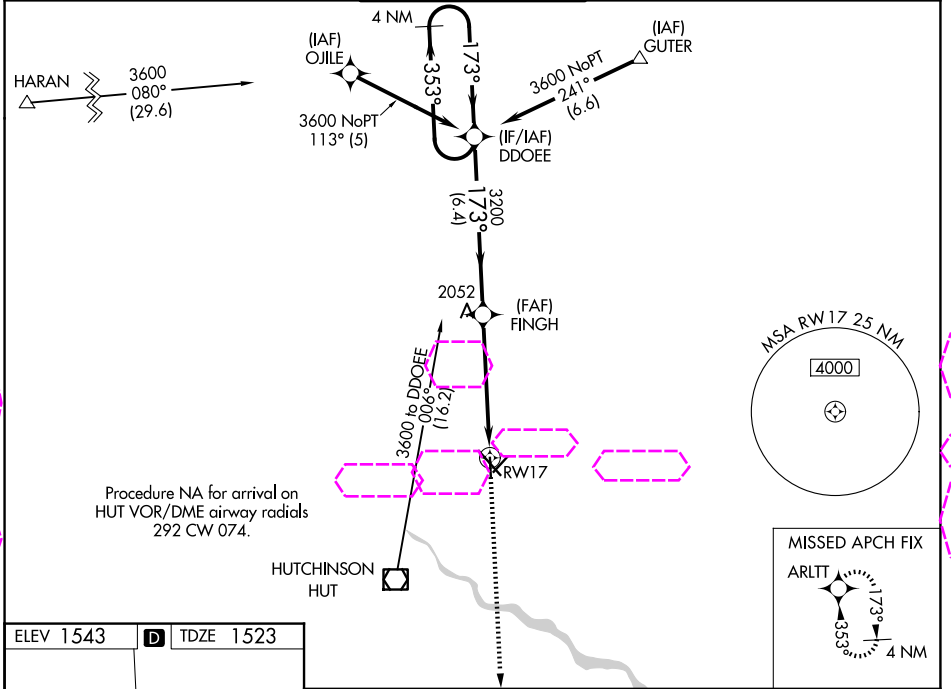 4 NM
(IAF)
OJILE
(IAF)
GUTER
HARAN
3600
080°
(29.6)
353°
173°
3600 NoPT
241°
(6.6)
3600 NoPT
113° (5)
(IF/IAF)
DDOEE
3200
173°
(6.4)
2052
(FAF)
FINGH
MSA RW17 25 NM
4000
3600 to DDOEE
006°
(16.2)
RW17
Procedure NA for arrival on
HUT VOR/DME airway radials
292 CW 074.
HUTCHINSON
HUT
MISSED APCH FIX
ARLTT
173°
353°
4 NM
ELEV 1543
D
TDZE 1523